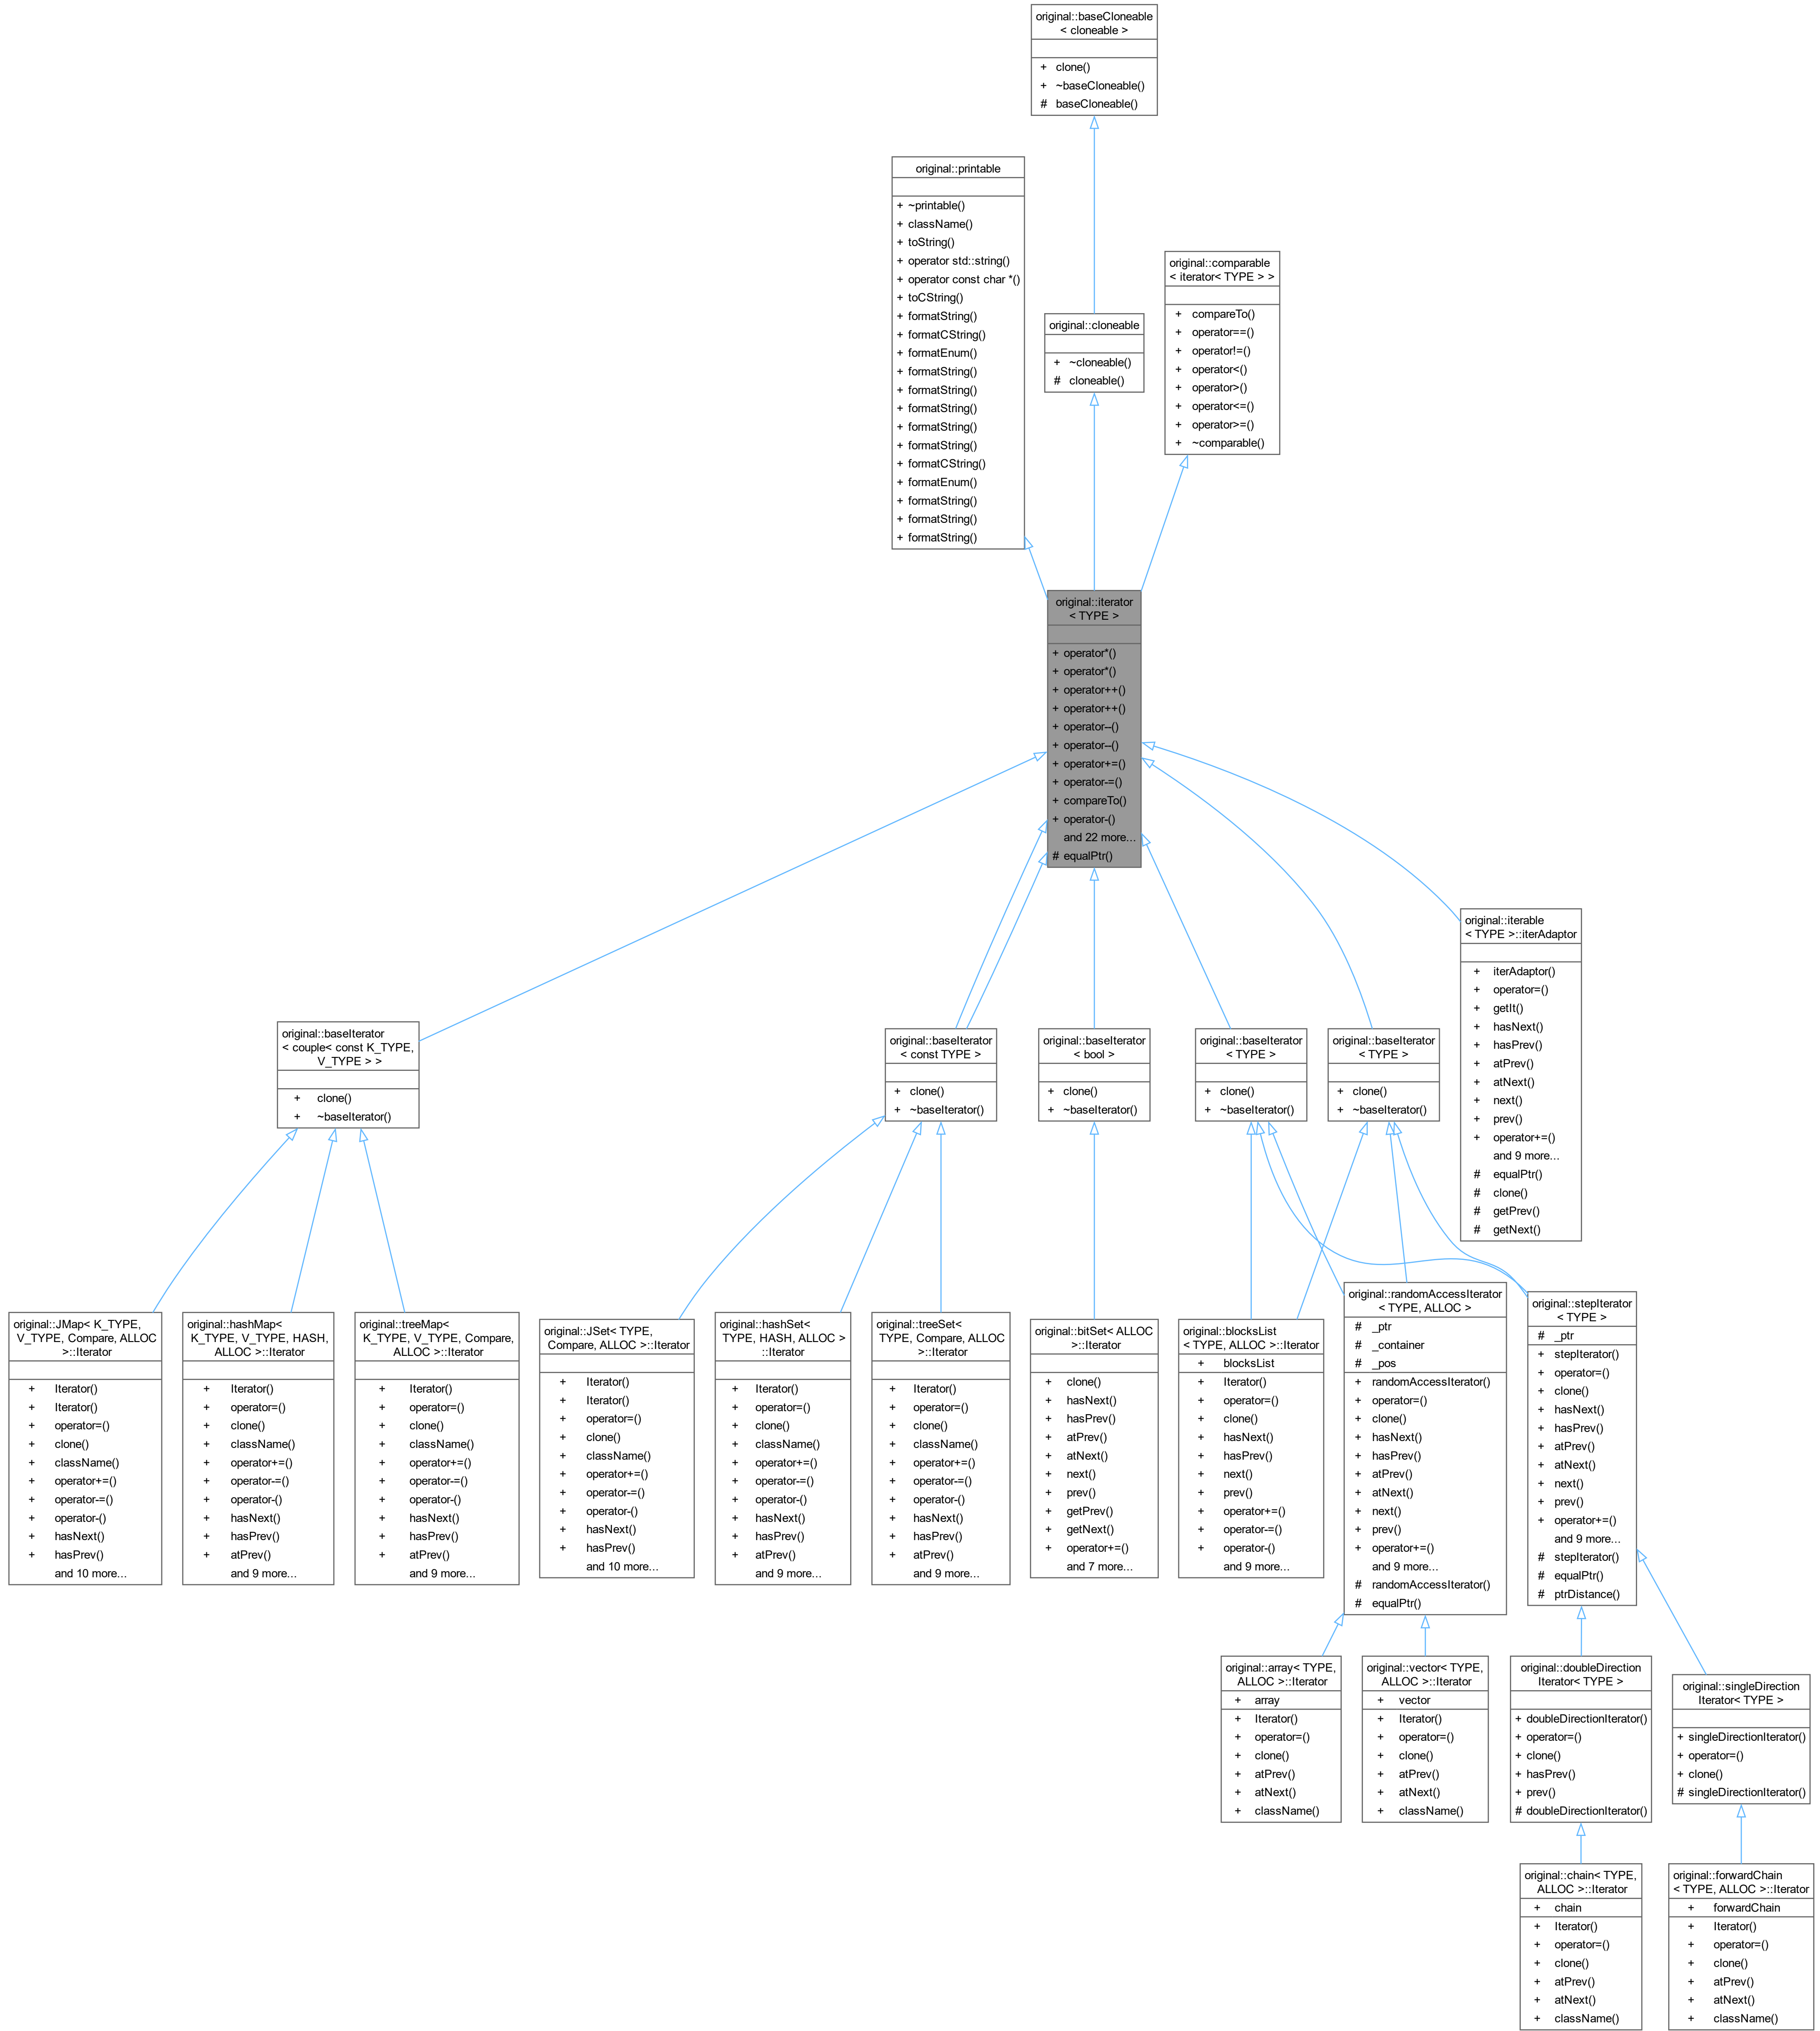 original::baseCloneable
< cloneable >
+ clone()
+ ~baseCloneable()
# baseCloneable()
original::printable
+ ~printable()
+ className()
+ toString()
+ operator std::string()
+ operator const char *()
+ toCString()
+ formatString()
+ formatCString()
+ formatEnum()
+ formatString()
+ formatString()
+ formatString()
+ formatString()
+ formatString()
+ formatCString()
+ formatEnum()
+ formatString()
+ formatString()
+ formatString()
original::cloneable
+ ~cloneable()
# cloneable()
original::comparable
< iterator< TYPE > >
+ compareTo()
+ operator==()
+ operator!=()
+ operator<()
+ operator>()
+ operator<=()
+ operator>=()
+ ~comparable()
original::iterator
< TYPE >
+ operator*()
+ operator*()
+ operator++()
+ operator++()
+ operator--()
+ operator--()
+ operator+=()
+ operator-=()
+ compareTo()
+ operator-()
and 22 more...
# equalPtr()
original::iterable
< TYPE >::iterAdaptor
+ iterAdaptor()
+ operator=()
+ getIt()
+ hasNext()
+ hasPrev()
+ atPrev()
+ atNext()
+ next()
+ prev()
+ operator+=()
and 9 more...
# equalPtr()
# clone()
# getPrev()
# getNext()
original::baseIterator
< couple< const K_TYPE,
V_TYPE > >
+ clone()
+ ~baseIterator()
original::baseIterator
< const TYPE >
+ clone()
+ ~baseIterator()
original::baseIterator
< bool >
+ clone()
+ ~baseIterator()
original::baseIterator
< TYPE >
+ clone()
+ ~baseIterator()
original::baseIterator
< TYPE >
+ clone()
+ ~baseIterator()
original::JMap< K_TYPE,
V_TYPE, Compare, ALLOC
>::Iterator
+ Iterator()
+ Iterator()
+ operator=()
+ clone()
+ className()
+ operator+=()
+ operator-=()
+ operator-()
+ hasNext()
+ hasPrev()
and 10 more...
original::hashMap<
K_TYPE, V_TYPE, HASH,
ALLOC >::Iterator
+ Iterator()
+ operator=()
+ clone()
+ className()
+ operator+=()
+ operator-=()
+ operator-()
+ hasNext()
+ hasPrev()
+ atPrev()
and 9 more...
original::treeMap<
K_TYPE, V_TYPE, Compare,
ALLOC >::Iterator
+ Iterator()
+ operator=()
+ clone()
+ className()
+ operator+=()
+ operator-=()
+ operator-()
+ hasNext()
+ hasPrev()
+ atPrev()
and 9 more...
original::JSet< TYPE,
Compare, ALLOC >::Iterator
+ Iterator()
+ Iterator()
+ operator=()
+ clone()
+ className()
+ operator+=()
+ operator-=()
+ operator-()
+ hasNext()
+ hasPrev()
and 10 more...
original::hashSet<
TYPE, HASH, ALLOC >
::Iterator
+ Iterator()
+ operator=()
+ clone()
+ className()
+ operator+=()
+ operator-=()
+ operator-()
+ hasNext()
+ hasPrev()
+ atPrev()
and 9 more...
original::treeSet<
TYPE, Compare, ALLOC
>::Iterator
+ Iterator()
+ operator=()
+ clone()
+ className()
+ operator+=()
+ operator-=()
+ operator-()
+ hasNext()
+ hasPrev()
+ atPrev()
and 9 more...
original::bitSet< ALLOC
>::Iterator
+ clone()
+ hasNext()
+ hasPrev()
+ atPrev()
+ atNext()
+ next()
+ prev()
+ getPrev()
+ getNext()
+ operator+=()
and 7 more...
original::blocksList
< TYPE, ALLOC >::Iterator
+ blocksList
+ Iterator()
+ operator=()
+ clone()
+ hasNext()
+ hasPrev()
+ next()
+ prev()
+ operator+=()
+ operator-=()
+ operator-()
and 9 more...
original::randomAccessIterator
< TYPE, ALLOC >
# _ptr
# _container
# _pos
+ randomAccessIterator()
+ operator=()
+ clone()
+ hasNext()
+ hasPrev()
+ atPrev()
+ atNext()
+ next()
+ prev()
+ operator+=()
and 9 more...
# randomAccessIterator()
# equalPtr()
original::stepIterator
< TYPE >
# _ptr
+ stepIterator()
+ operator=()
+ clone()
+ hasNext()
+ hasPrev()
+ atPrev()
+ atNext()
+ next()
+ prev()
+ operator+=()
and 9 more...
# stepIterator()
# equalPtr()
# ptrDistance()
original::array< TYPE,
ALLOC >::Iterator
+ array
+ Iterator()
+ operator=()
+ clone()
+ atPrev()
+ atNext()
+ className()
original::vector< TYPE,
ALLOC >::Iterator
+ vector
+ Iterator()
+ operator=()
+ clone()
+ atPrev()
+ atNext()
+ className()
original::doubleDirection
Iterator< TYPE >
+ doubleDirectionIterator()
+ operator=()
+ clone()
+ hasPrev()
+ prev()
# doubleDirectionIterator()
original::singleDirection
Iterator< TYPE >
+ singleDirectionIterator()
+ operator=()
+ clone()
# singleDirectionIterator()
original::chain< TYPE,
ALLOC >::Iterator
+ chain
+ Iterator()
+ operator=()
+ clone()
+ atPrev()
+ atNext()
+ className()
original::forwardChain
< TYPE, ALLOC >::Iterator
+ forwardChain
+ Iterator()
+ operator=()
+ clone()
+ atPrev()
+ atNext()
+ className()